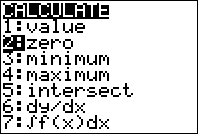 CALCULATE
1:value
2:zero
3:minimum
4:maximum
5:intersect
6:dy/dx
7:∫f(x)dx